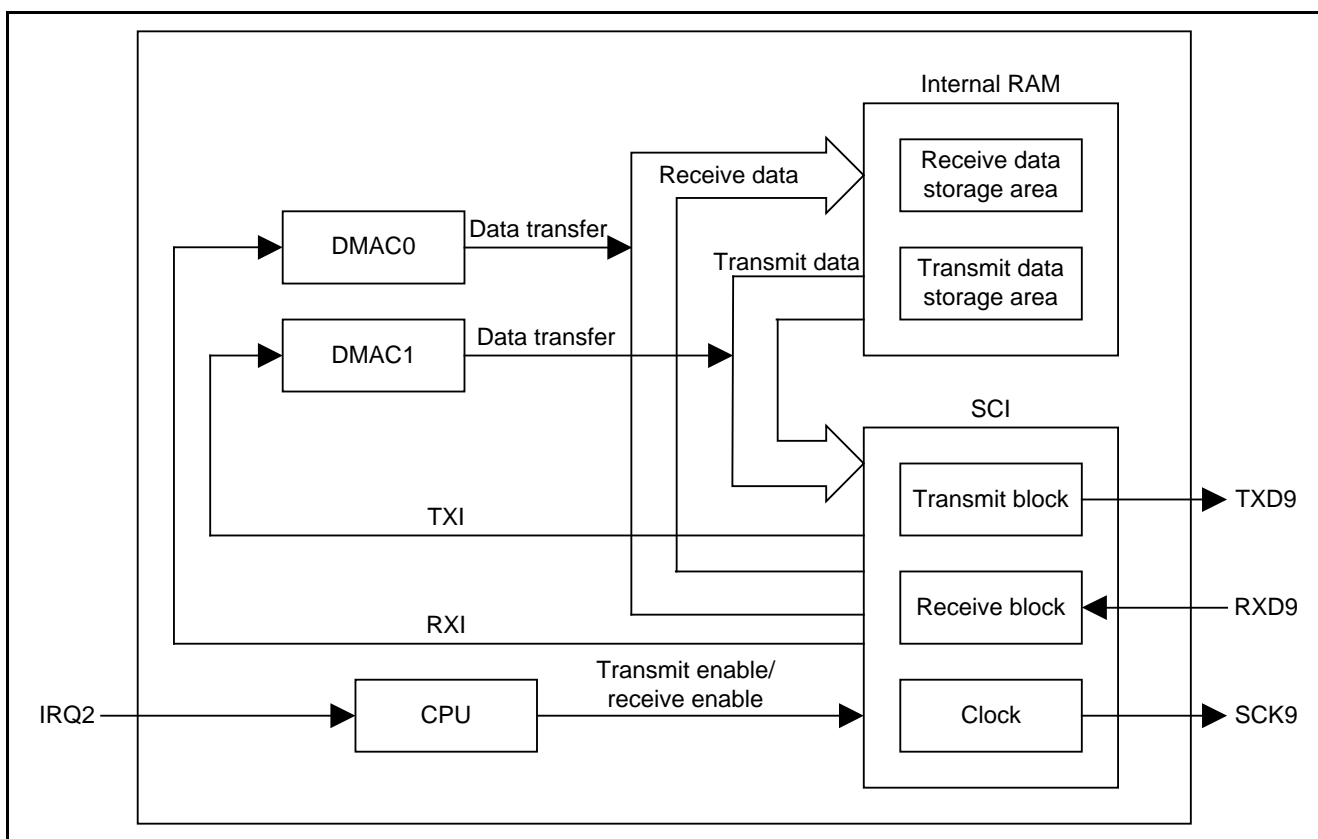 Internal RAM
Receive data
storage area
Receive data
DMAC0
Data transfer
Transmit data
Transmit data
storage area
DMAC1
Data transfer
SCI
Transmit block
TXD9
TXI
Receive block
RXD9
RXI
Transmit enable/
receive enable
IRQ2
CPU
Clock
SCK9